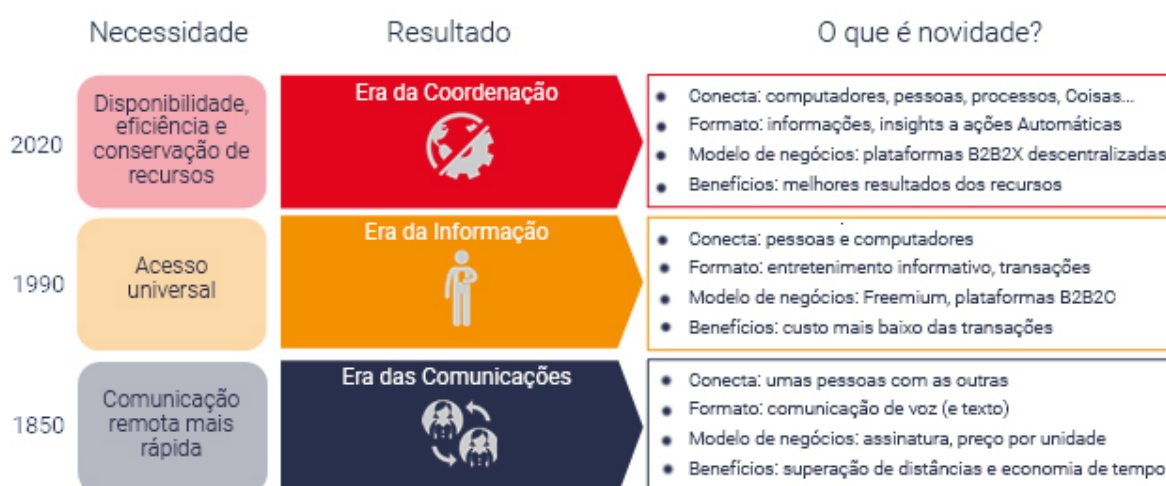 Necessidade
Resultado
O que é novidade?
2020
Disponibilidade,
eficiência e
conservação de
recursos
Era da Coordenação
Conecta: computadores, pessoas, processos, Coisas...
Formato: informações, insights a ações Automáticas
Modelo de negócios: plataformas B2B2X descentralizadas
Benefícios: melhores resultados dos recursos
1990
Acesso
universal
Era da Informação
Conecta: pessoas e computadores
Formato: entretenimento informativo, transações
Modelo de negócios: Freemium, plataformas B2B2C
Benefícios: custo mais baixo das transações
1850
Comunicação
remota mais
rápida
Era das Comunicações
Conecta: umas pessoas com as outras
Formato: comunicação de voz (e texto)
Modelo de negócios: assinatura, preço por unidade
Benefícios: superação de distâncias e economia de tempo